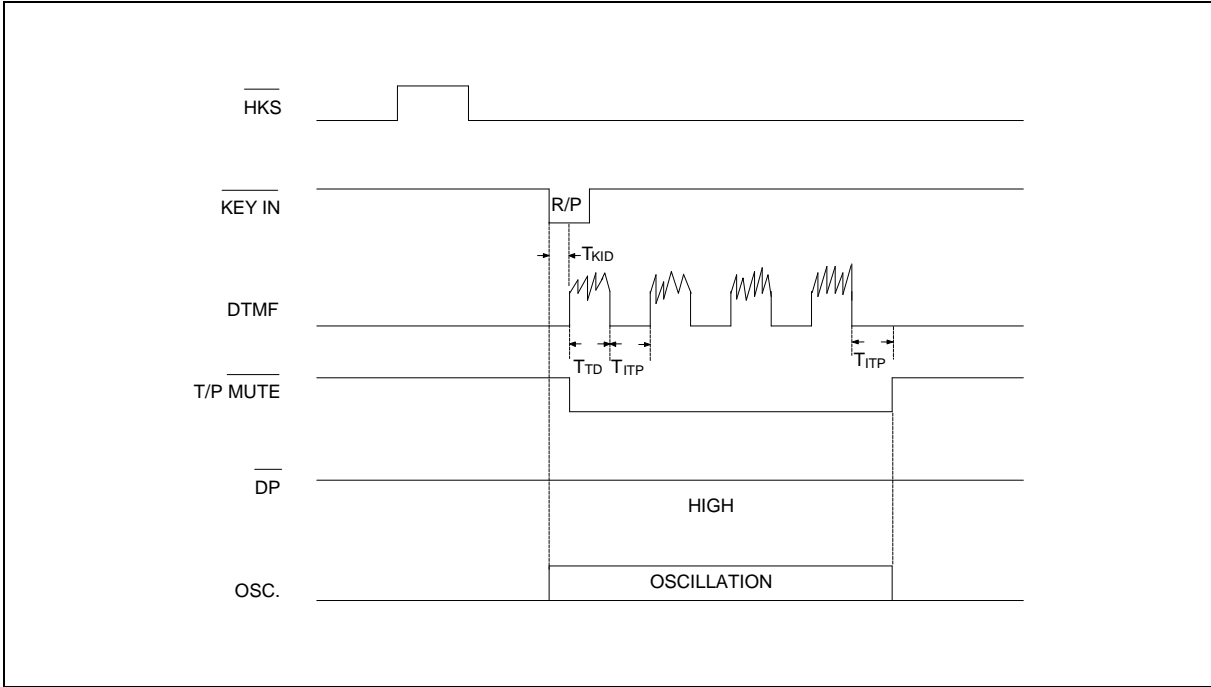 HKS
KEY IN
R/P
TKID
DTMF
TTD
TITP
TITP
T/P MUTE
DP
HIGH
OSC.
OSCILLATION